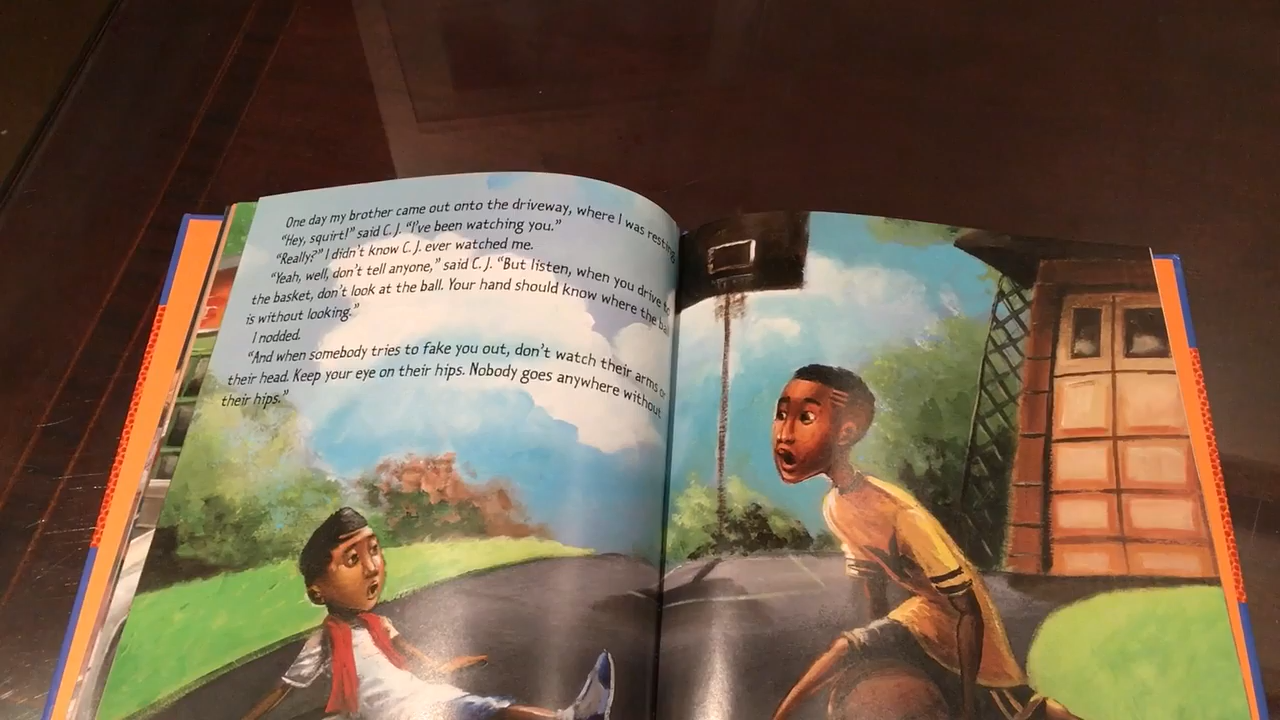 One day my brother came out onto the driveway, where I was resting.
"Hey, squirt!" said C. J. "I've been watching you."
"Really?" I didn't know C. J. ever watched me.
"Yeah, well, don't tell anyone," said C. J. "But listen, when you drive to
the basket, don't look at the ball. Your hand should know where the ball
is without looking."
I nodded.
"And when somebody tries to fake you out, don't watch their arms or
their head. Keep your eye on their hips. Nobody goes anywhere without
their hips."